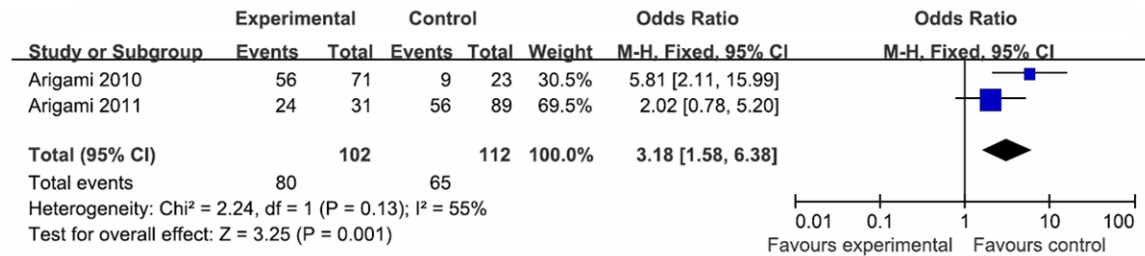 Experimental Control Odds Ratio Odds Ratio
Study or Subgroup Events Total Events Total Weight M-H, Fixed, 95% CI M-H, Fixed, 95% CI
Arigami 2010 56 71 9 23 30.5% 5.81 [2.11, 15.99]
Arigami 2011 24 31 56 89 69.5% 2.02 [0.78, 5.20]
Total (95% CI) 102 112 100.0% 3.18 [1.58, 6.38]
Total events 80 65
Heterogeneity: Chi² = 2.24, df = 1 (P = 0.13); I² = 55%
Test for overall effect: Z = 3.25 (P = 0.001)
0.01 0.1 1 10 100
Favours experimental Favours control